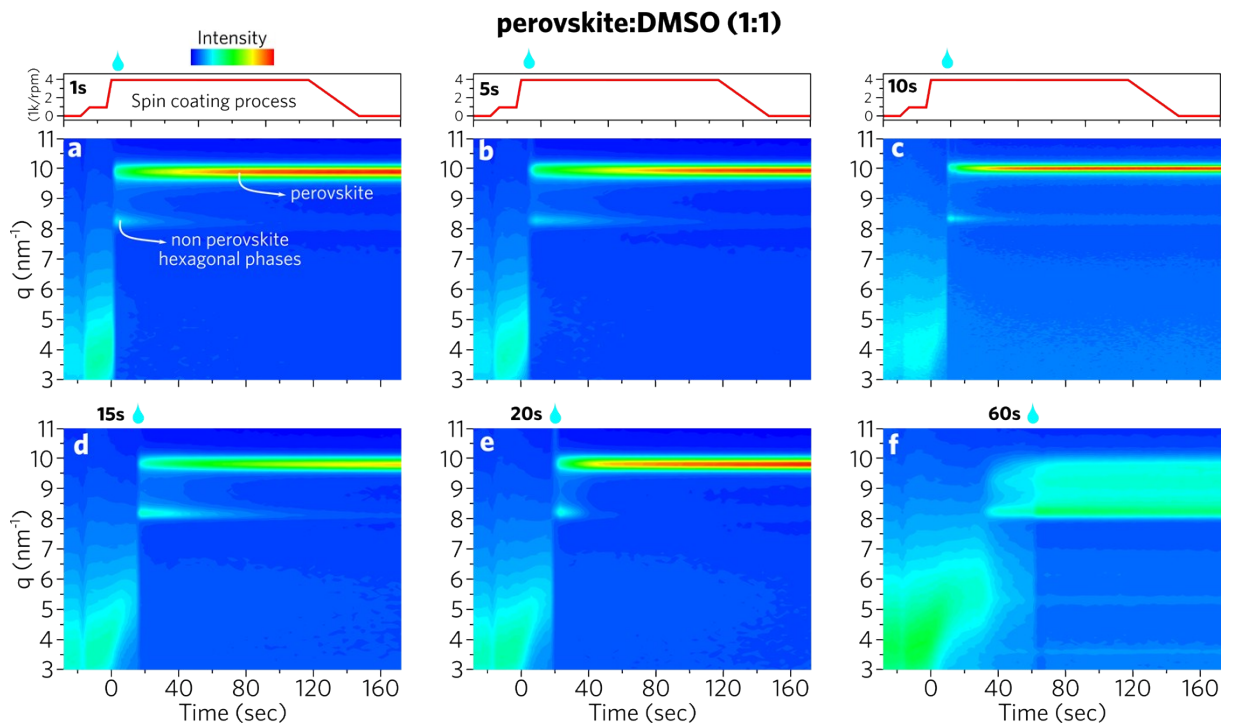 perovskite:DMSO (1:1)
Intensity
1s
Spin coating process
(1k/rpm)
4
2
0
5s
4
2
0
10s
4
2
0
a
perovskite
non perovskite
hexagonal phases
q (nm⁻¹)
11
10
9
8
7
6
5
4
3
b
11
10
9
8
7
6
5
4
3
c
11
10
9
8
7
6
5
4
3
15s
20s
60s
d
q (nm⁻¹)
11
10
9
8
7
6
5
4
3
0 40 80 120 160
Time (sec)
e
11
10
9
8
7
6
5
4
3
0 40 80 120 160
Time (sec)
f
11
10
9
8
7
6
5
4
3
0 40 80 120 160
Time (sec)